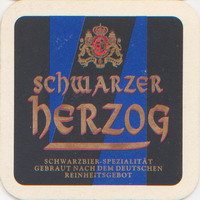 SCHWARZER
HERZOG
SCHWARZBIER-SPEZIALITÄT
GEBRAUT NACH DEM DEUTSCHEN
REINHEITSGEBOT